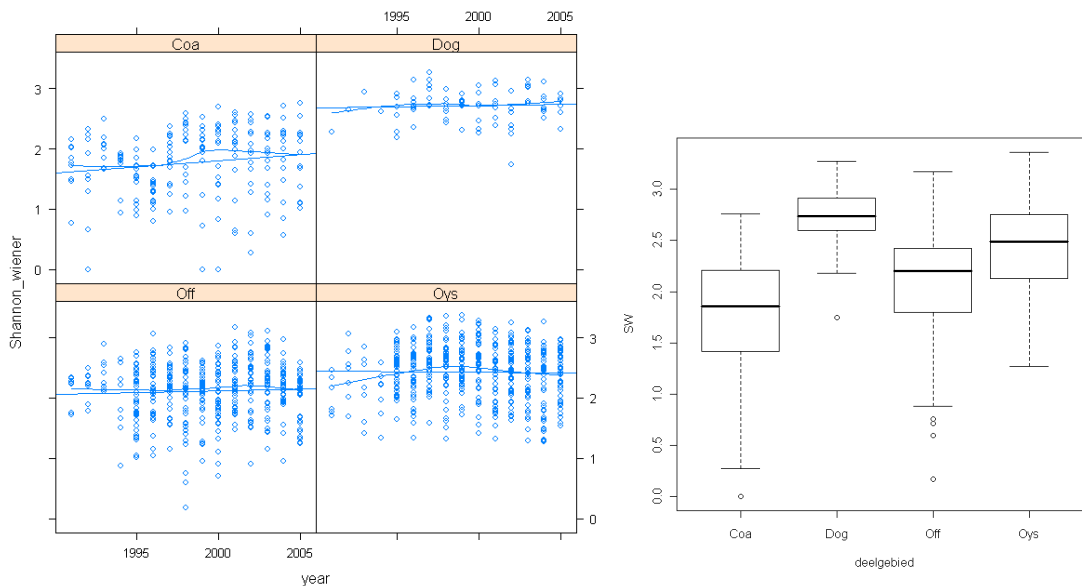 1995 2000 2005
Coa Dog
3
2
1
0
Shannon_wiener
Off Oys
3
2
1
0
1995 2000 2005
year
3.0
2.5
2.0
1.5
1.0
0.5
0.0
SW
Coa Dog Off Oys
deelgebied